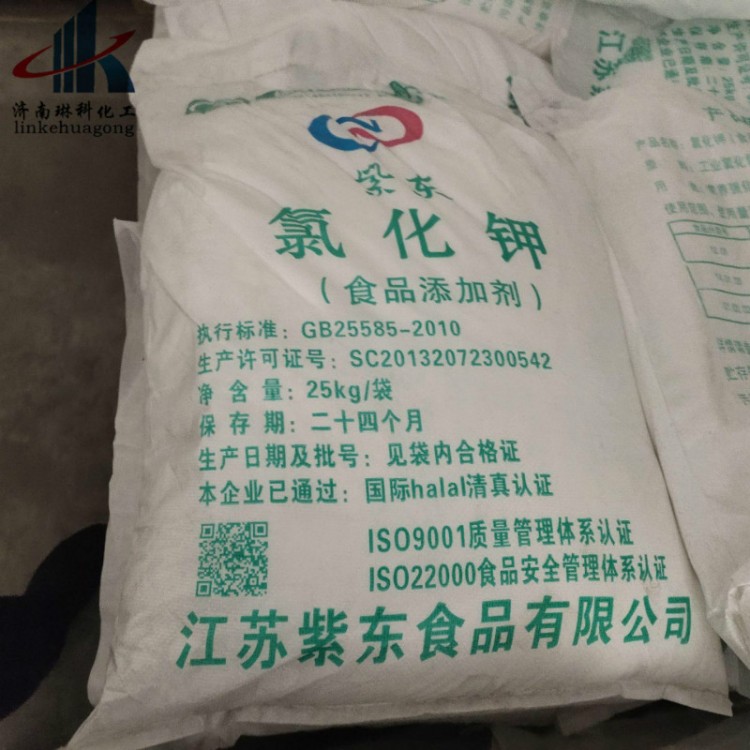 济南琳科化工
linkehuagong
紫东
氯化钾
（食品添加剂）
执行标准：GB25585-2010
生产许可证号：SC20132072300542
净含量：25kg/袋
保存期：二十四个月
生产日期及批号：见袋内合格证
本企业已通过：国际halal清真认证
ISO9001质量管理体系认证
ISO22000食品安全管理体系认证
江苏紫东食品有限公司
江苏